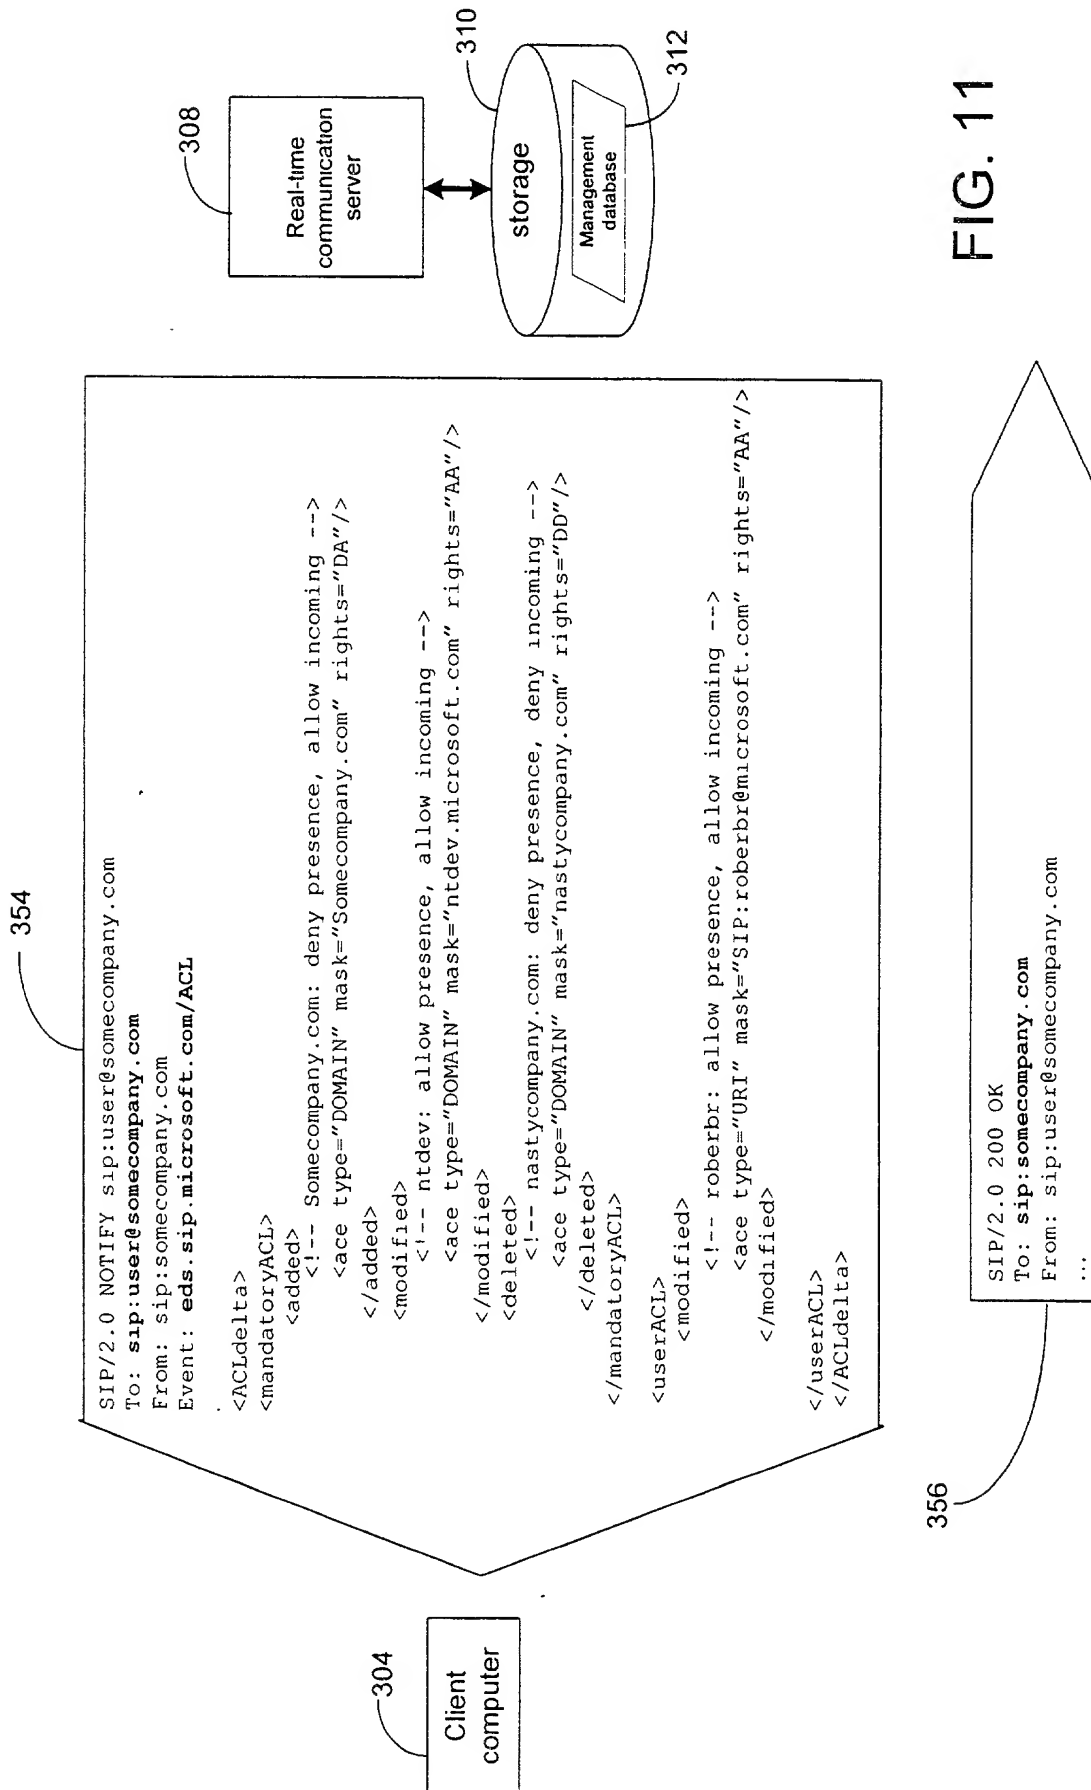 354
SIP/2.0 NOTIFY sip:user@somecompany.com
To: sip:user@somecompany.com
From: sip:somecompany.com
Event: eds.sip.microsoft.com/ACL
<ACLdelta>
<mandatoryACL>
<added>
<!-- Somecompany.com: deny presence, allow incoming -->
<ace type="DOMAIN" mask="Somecompany.com" rights="DA"/>
</added>
<modified>
<!-- ntdev: allow presence, allow incoming -->
<ace type="DOMAIN" mask="ntdev.microsoft.com" rights="AA"/>
</modified>
<deleted>
<!-- nastycompany.com: deny presence, deny incoming -->
<ace type="DOMAIN" mask="nastycompany.com" rights="DD"/>
</deleted>
</mandatoryACL>
<userACL>
<modified>
<!-- roberbr: allow presence, allow incoming -->
<ace type="URI" mask="SIP:roberbr@microsoft.com" rights="AA"/>
</modified>
</userACL>
</ACLdelta>
304
Client
computer
308
Real-time
communication
server
310
storage
312
Management
database
356
SIP/2.0 200 OK
To: sip:somecompany.com
From: sip:user@somecompany.com
...
FIG. 11